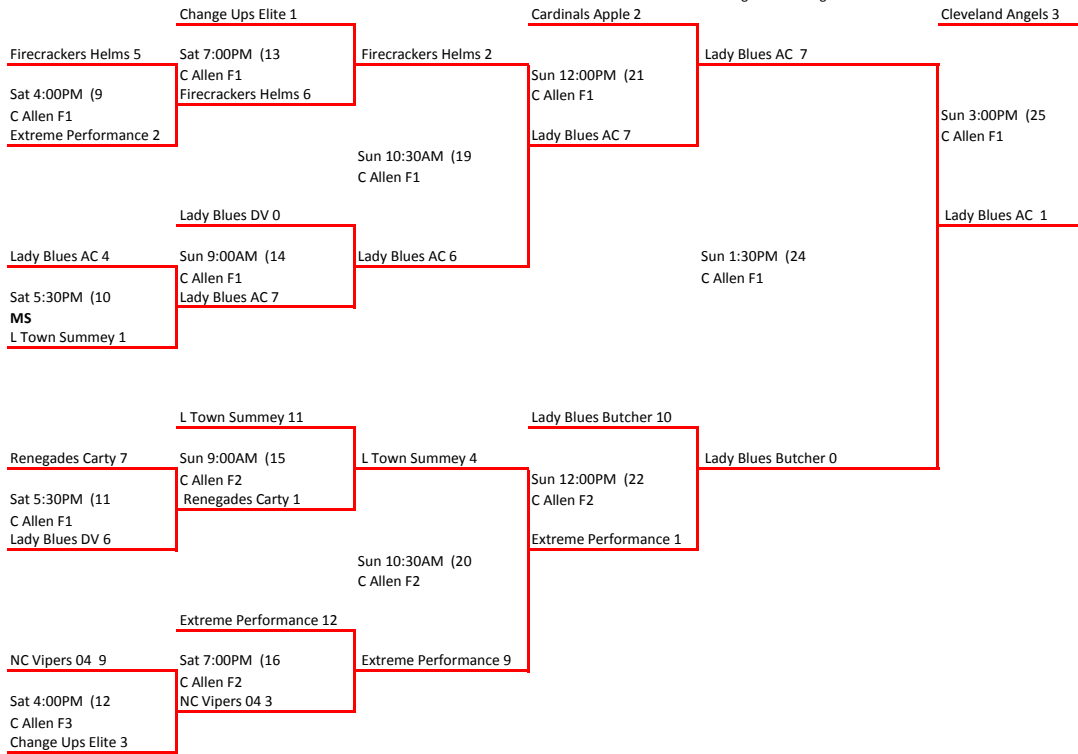 Change Ups Elite 1
Cardinals Apple 2
Cleveland Angels 3
Firecrackers Helms 5
Sat 7:00PM (13
C Allen F1
Firecrackers Helms 2
Lady Blues AC 7
Sat 4:00PM (9
C Allen F1
Firecrackers Helms 6
Sun 12:00PM (21
C Allen F1
Extreme Performance 2
Lady Blues AC 7
Sun 3:00PM (25
C Allen F1
Sun 10:30AM (19
C Allen F1
Lady Blues DV 0
Lady Blues AC 1
Lady Blues AC 4
Sun 9:00AM (14
C Allen F1
Lady Blues AC 6
Sun 1:30PM (24
C Allen F1
Sat 5:30PM (10
MS
Lady Blues AC 7
L Town Summey 1
L Town Summey 11
Lady Blues Butcher 10
Renegades Carty 7
Sun 9:00AM (15
C Allen F2
L Town Summey 4
Lady Blues Butcher 0
Sat 5:30PM (11
C Allen F1
Renegades Carty 1
Sun 12:00PM (22
C Allen F2
Lady Blues DV 6
Extreme Performance 1
Sun 10:30AM (20
C Allen F2
Extreme Performance 12
NC Vipers 04 9
Sat 7:00PM (16
C Allen F2
Extreme Performance 9
Sat 4:00PM (12
C Allen F3
NC Vipers 04 3
Change Ups Elite 3